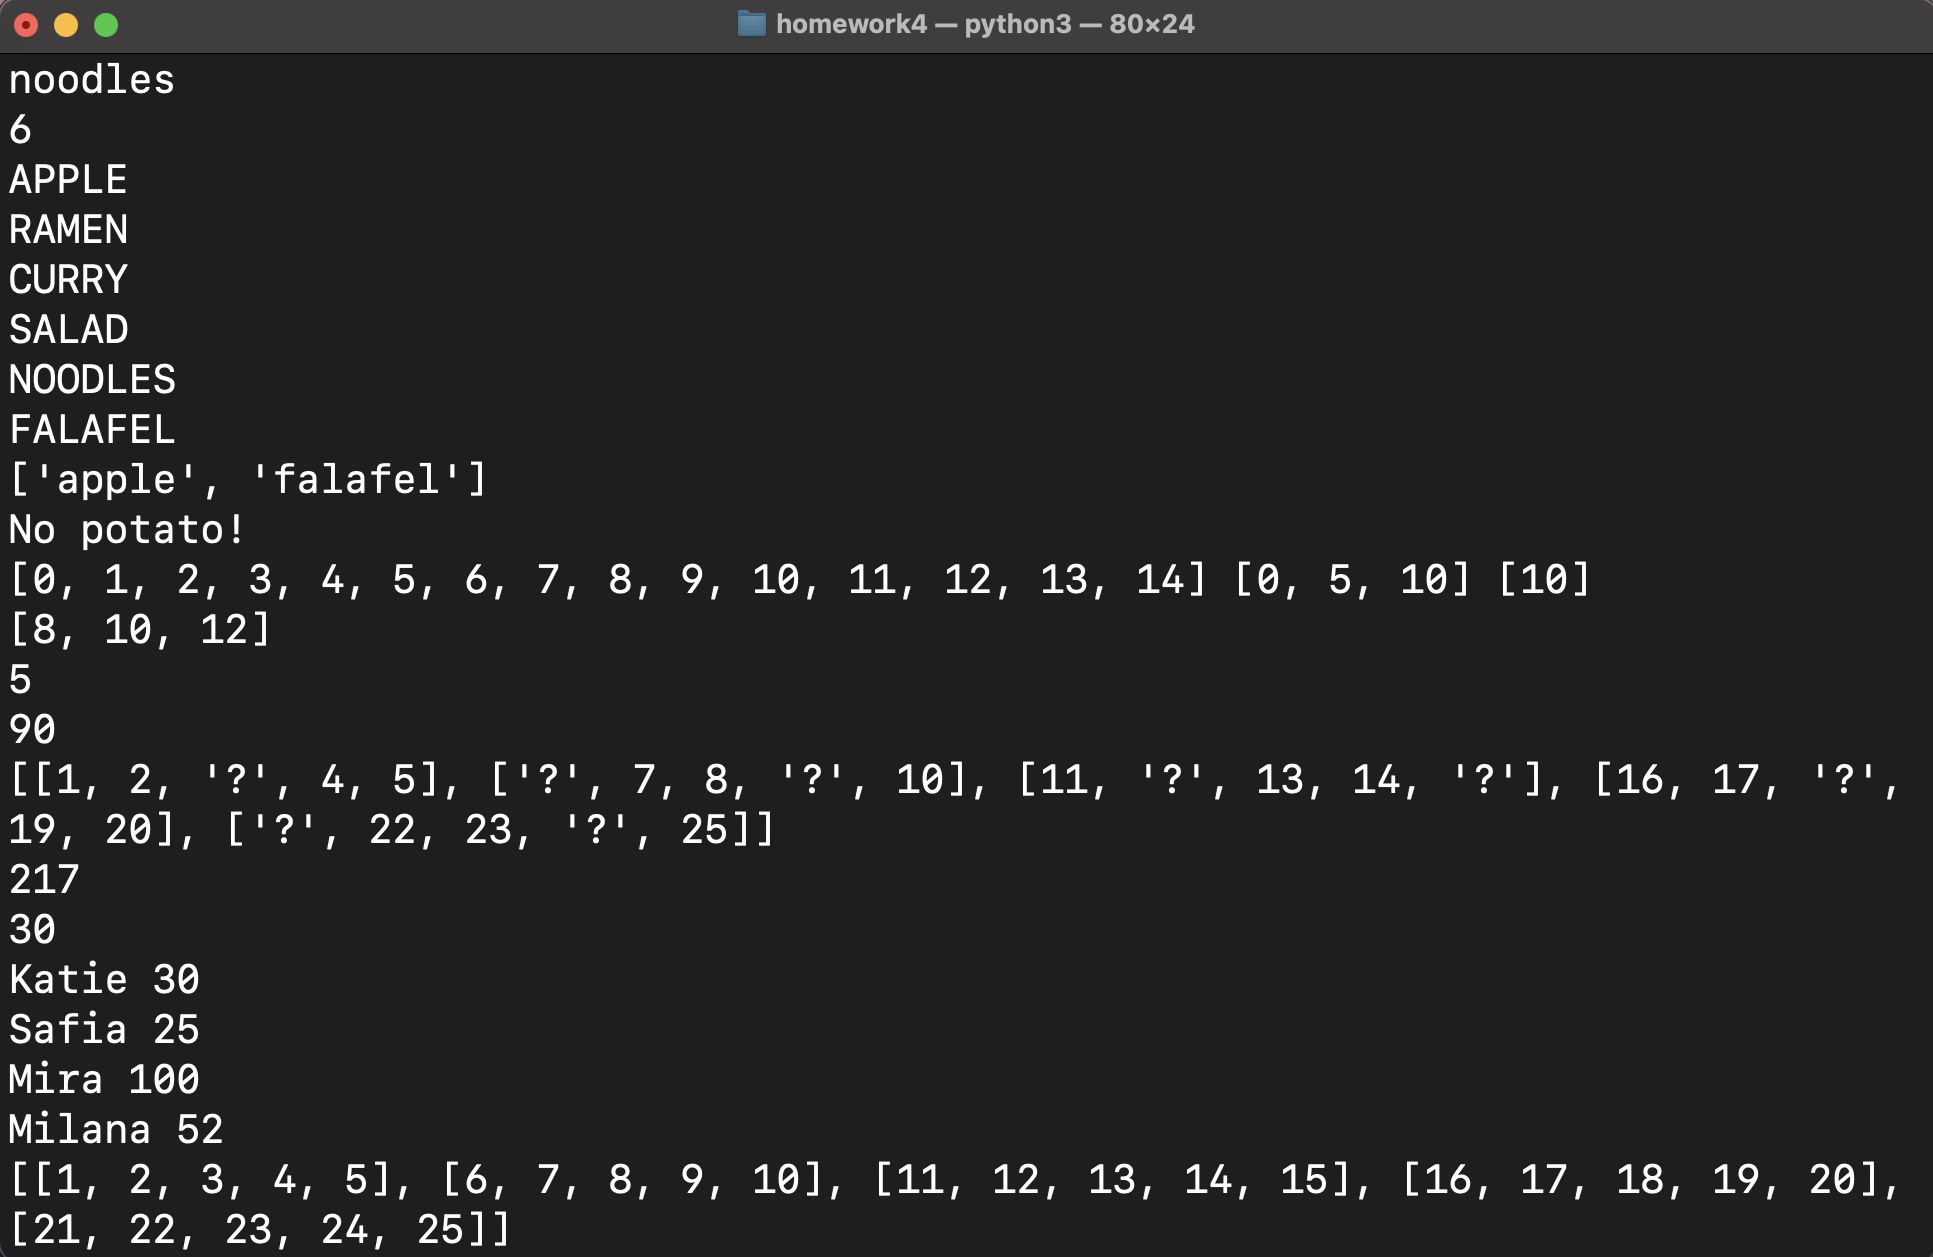 homework4 — python3 — 80×24
noodles
6
APPLE
RAMEN
CURRY
SALAD
NOODLES
FALAFEL
['apple', 'falafel']
No potato!
[0, 1, 2, 3, 4, 5, 6, 7, 8, 9, 10, 11, 12, 13, 14] [0, 5, 10] [10]
[8, 10, 12]
5
90
[[1, 2, '?', 4, 5], ['?', 7, 8, '?', 10], [11, '?', 13, 14, '?'], [16, 17, '?',
19, 20], ['?', 22, 23, '?', 25]]
217
30
Katie 30
Safia 25
Mira 100
Milana 52
[[1, 2, 3, 4, 5], [6, 7, 8, 9, 10], [11, 12, 13, 14, 15], [16, 17, 18, 19, 20],
[21, 22, 23, 24, 25]]